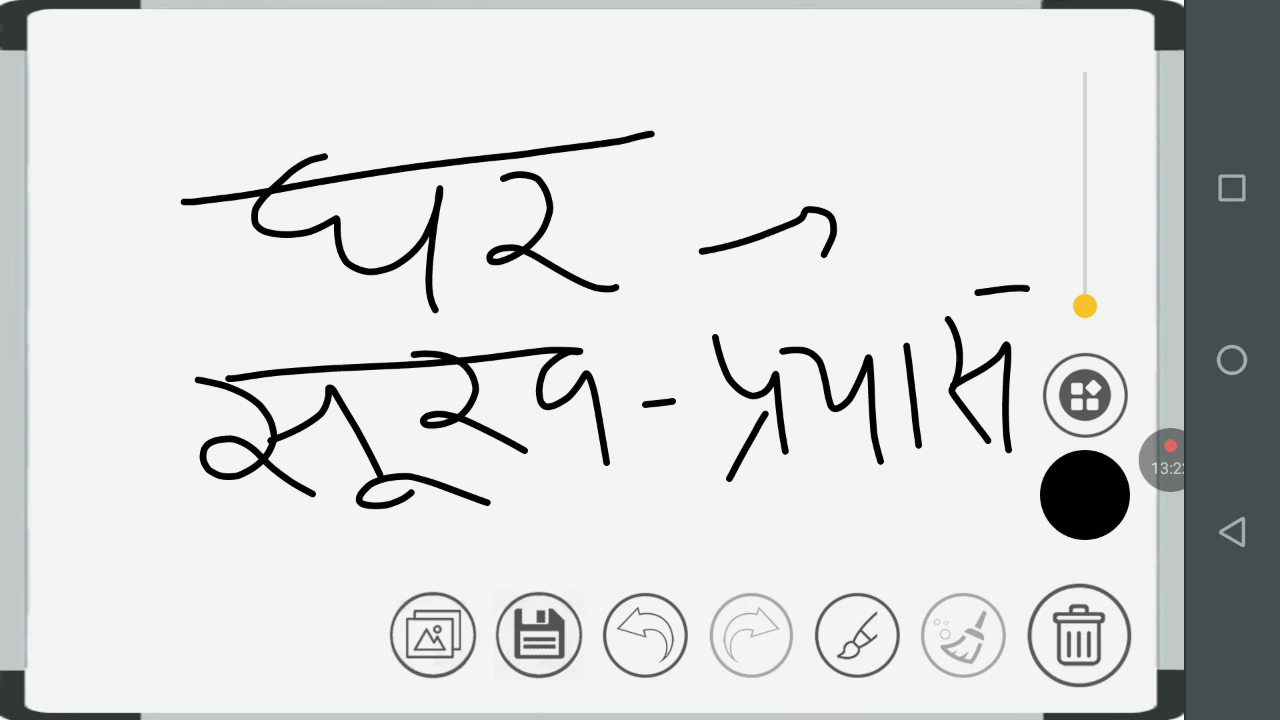 घर →
सूख - प्रयास